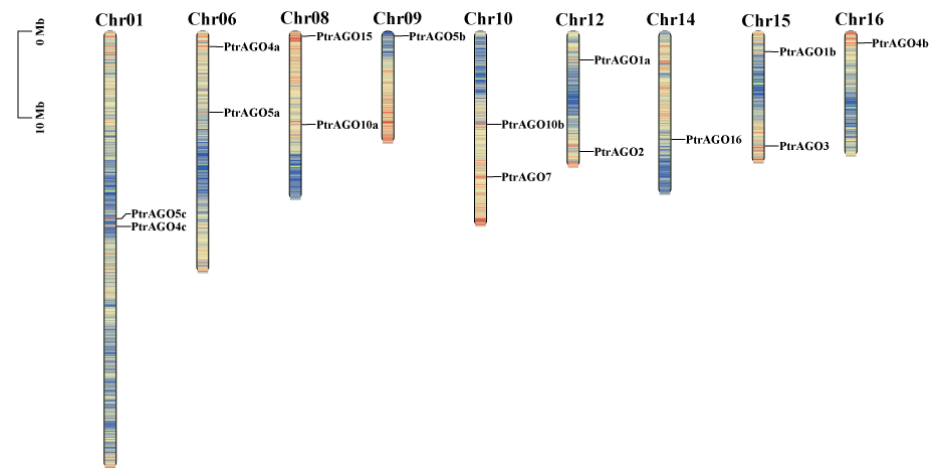 Chr01 Chr06 Chr08 Chr09 Chr10 Chr12 Chr14 Chr15 Chr16
0 Mb
10 Mb
PtrAGO5c
PtrAGO4c
PtrAGO4a
PtrAGO5a
PtrAGO15
PtrAGO10a
PtrAGO5b
PtrAGO10b
PtrAGO7
PtrAGO1a
PtrAGO2
PtrAGO16
PtrAGO1b
PtrAGO3
PtrAGO4b